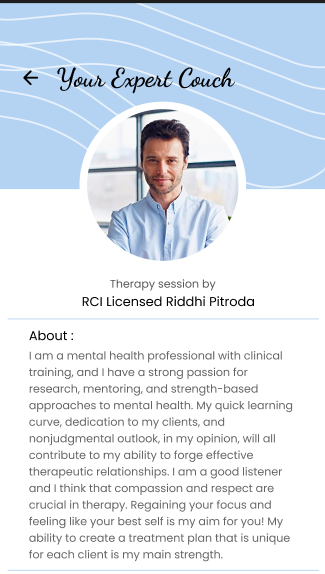 Your Expert Couch
Therapy session by
RCI Licensed Riddhi Pitroda
About :
I am a mental health professional with clinical
training, and I have a strong passion for
research, mentoring, and strength-based
approaches to mental health. My quick learning
curve, dedication to my clients, and
nonjudgmental outlook, in my opinion, will all
contribute to my ability to forge effective
therapeutic relationships. I am a good listener
and I think that compassion and respect are
crucial in therapy. Regaining your focus and
feeling like your best self is my aim for you! My
ability to create a treatment plan that is unique
for each client is my main strength.